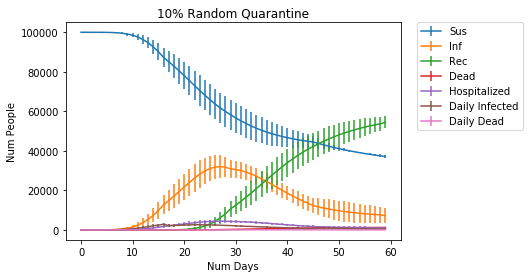 10% Random Quarantine
100000
80000
60000
40000
20000
0
Num People
0 10 20 30 40 50 60
Num Days
Sus
Inf
Rec
Dead
Hospitalized
Daily Infected
Daily Dead